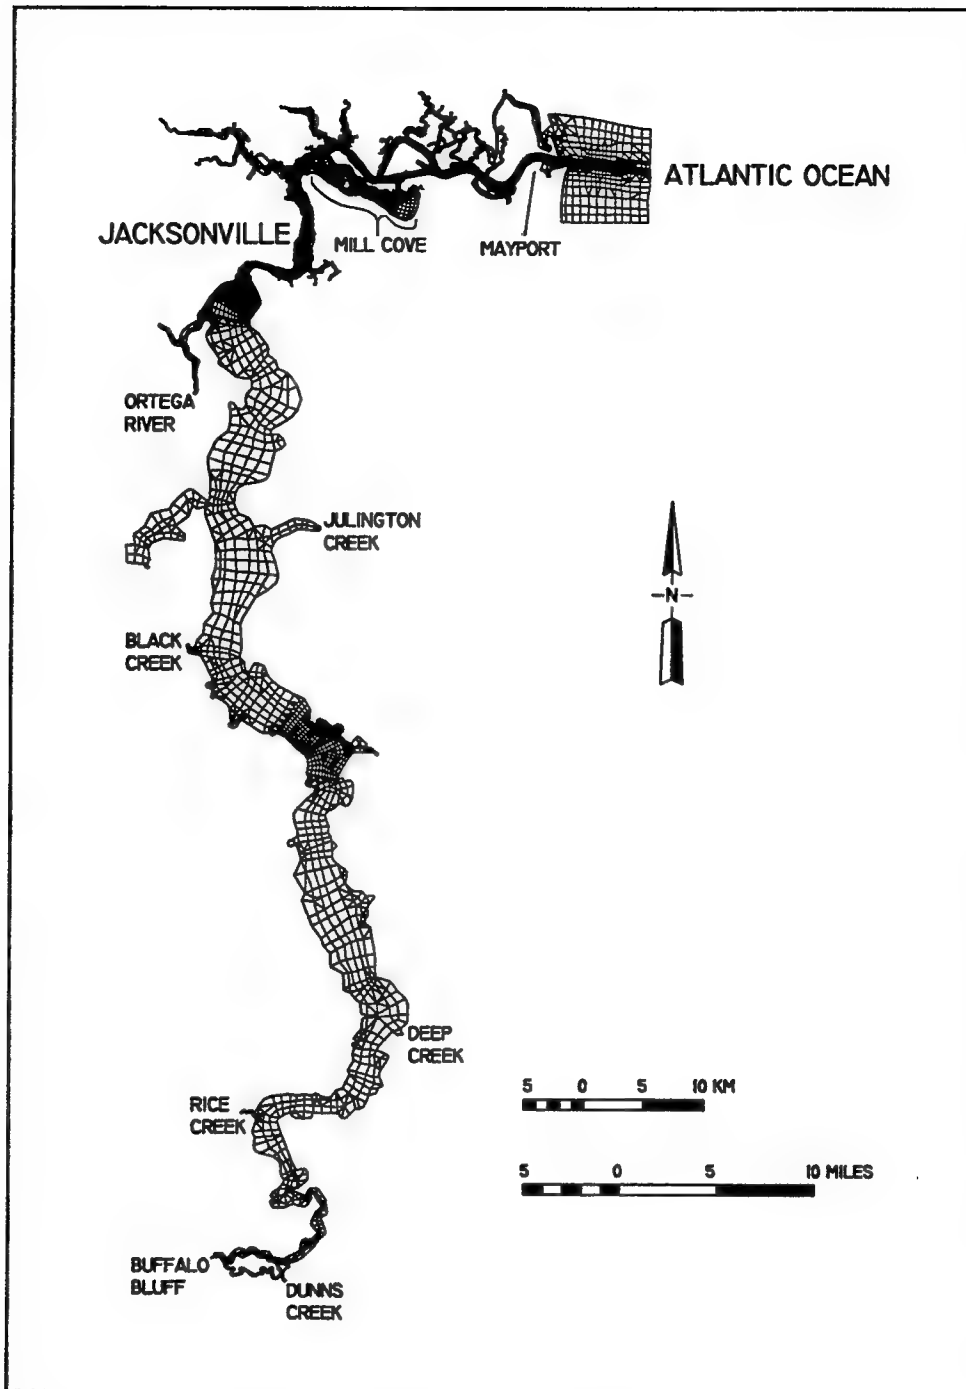 ATLANTIC OCEAN
JACKSONVILLE
MILL COVE
MAYPORT
ORTEGA
RIVER
JULINGTON
CREEK
N
BLACK
CREEK
DEEP
CREEK
5 0 5 10 KM
RICE
CREEK
5 0 5 10 MILES
BUFFALO
BLUFF
DUNNS
CREEK